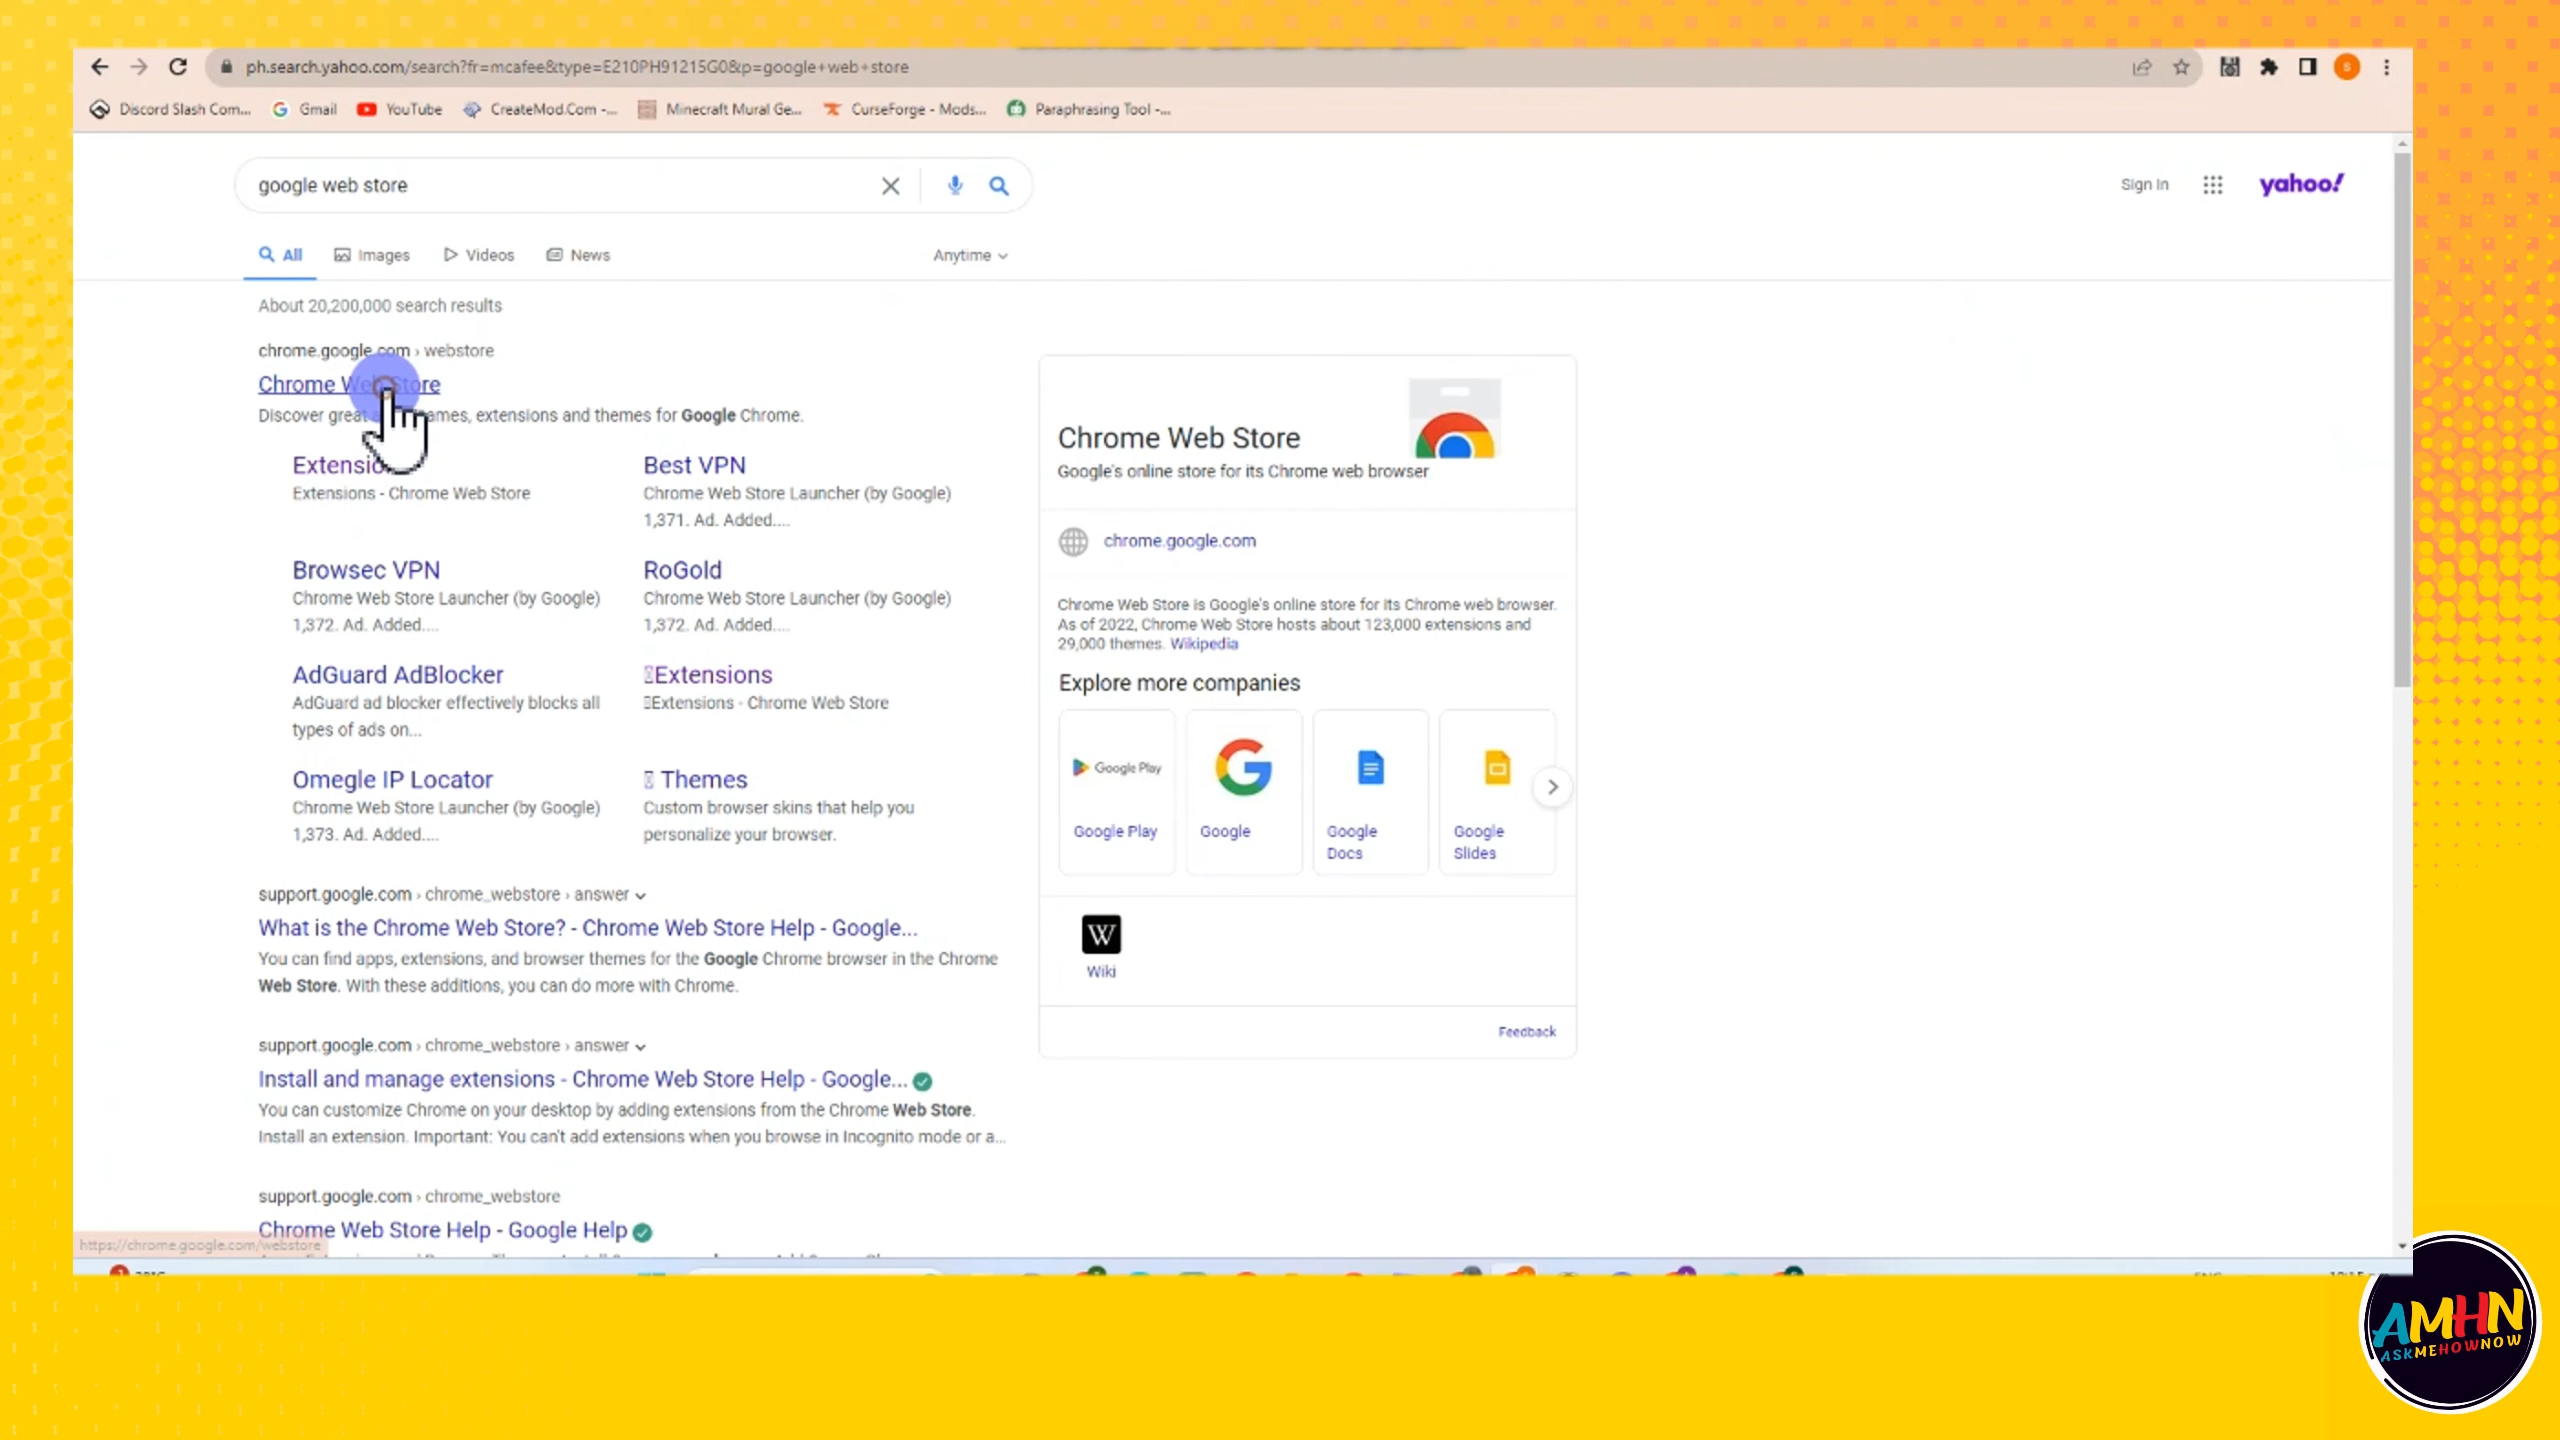 ph.search.yahoo.com/search?fr=mcafee&type=E210PH91215G0&p=google+web+store
S
Discord Slash Com... Gmail YouTube CreateMod.Com -... Minecraft Mural Ge... CurseForge - Mods... Paraphrasing Tool -...
google web store
Sign In
yahoo!
All Images Videos News Anytime
About 20,200,000 search results
chrome.google.com › webstore
Chrome Web Store
Discover great games, extensions and themes for Google Chrome.
Extensions
Extensions - Chrome Web Store
Best VPN
Chrome Web Store Launcher (by Google)
1,371. Ad. Added....
Browsec VPN
Chrome Web Store Launcher (by Google)
1,372. Ad. Added....
RoGold
Chrome Web Store Launcher (by Google)
1,372. Ad. Added....
AdGuard AdBlocker
AdGuard ad blocker effectively blocks all
types of ads on...
Extensions
Extensions - Chrome Web Store
Omegle IP Locator
Chrome Web Store Launcher (by Google)
1,373. Ad. Added....
Themes
Custom browser skins that help you
personalize your browser.
support.google.com › chrome_webstore › answer
What is the Chrome Web Store? - Chrome Web Store Help - Google...
You can find apps, extensions, and browser themes for the Google Chrome browser in the Chrome
Web Store. With these additions, you can do more with Chrome.
support.google.com › chrome_webstore › answer
Install and manage extensions - Chrome Web Store Help - Google...
You can customize Chrome on your desktop by adding extensions from the Chrome Web Store.
Install an extension. Important: You can't add extensions when you browse in Incognito mode or a...
support.google.com › chrome_webstore
Chrome Web Store Help - Google Help
https://chrome.google.com/webstore
Chrome Web Store
Google's online store for its Chrome web browser
chrome.google.com
Chrome Web Store is Google's online store for its Chrome web browser.
As of 2022, Chrome Web Store hosts about 123,000 extensions and
29,000 themes. Wikipedia
Explore more companies
Google Play
Google Play
Google
Google
Docs
Google
Slides
W
Wiki
Feedback
AMHN
ASKMEHOWNOW